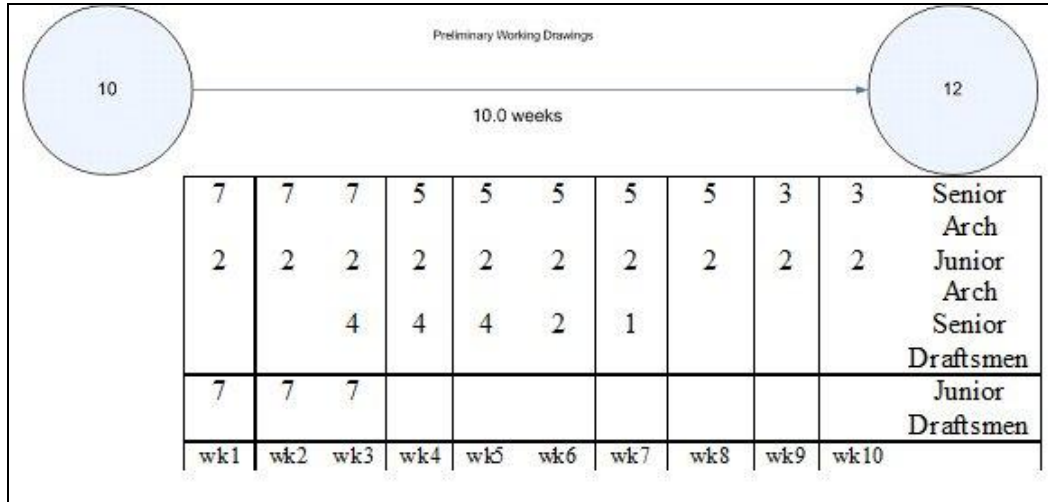 Preliminary Working Drawings
10
12
10.0 weeks
7 7 7 5 5 5 5 5 3 3 Senior
Arch
2 2 2 2 2 2 2 2 2 2 Junior
Arch
4 4 4 2 1 Senior
Draftsmen
7 7 7 Junior
Draftsmen
wk1 wk2 wk3 wk4 wk5 wk6 wk7 wk8 wk9 wk10